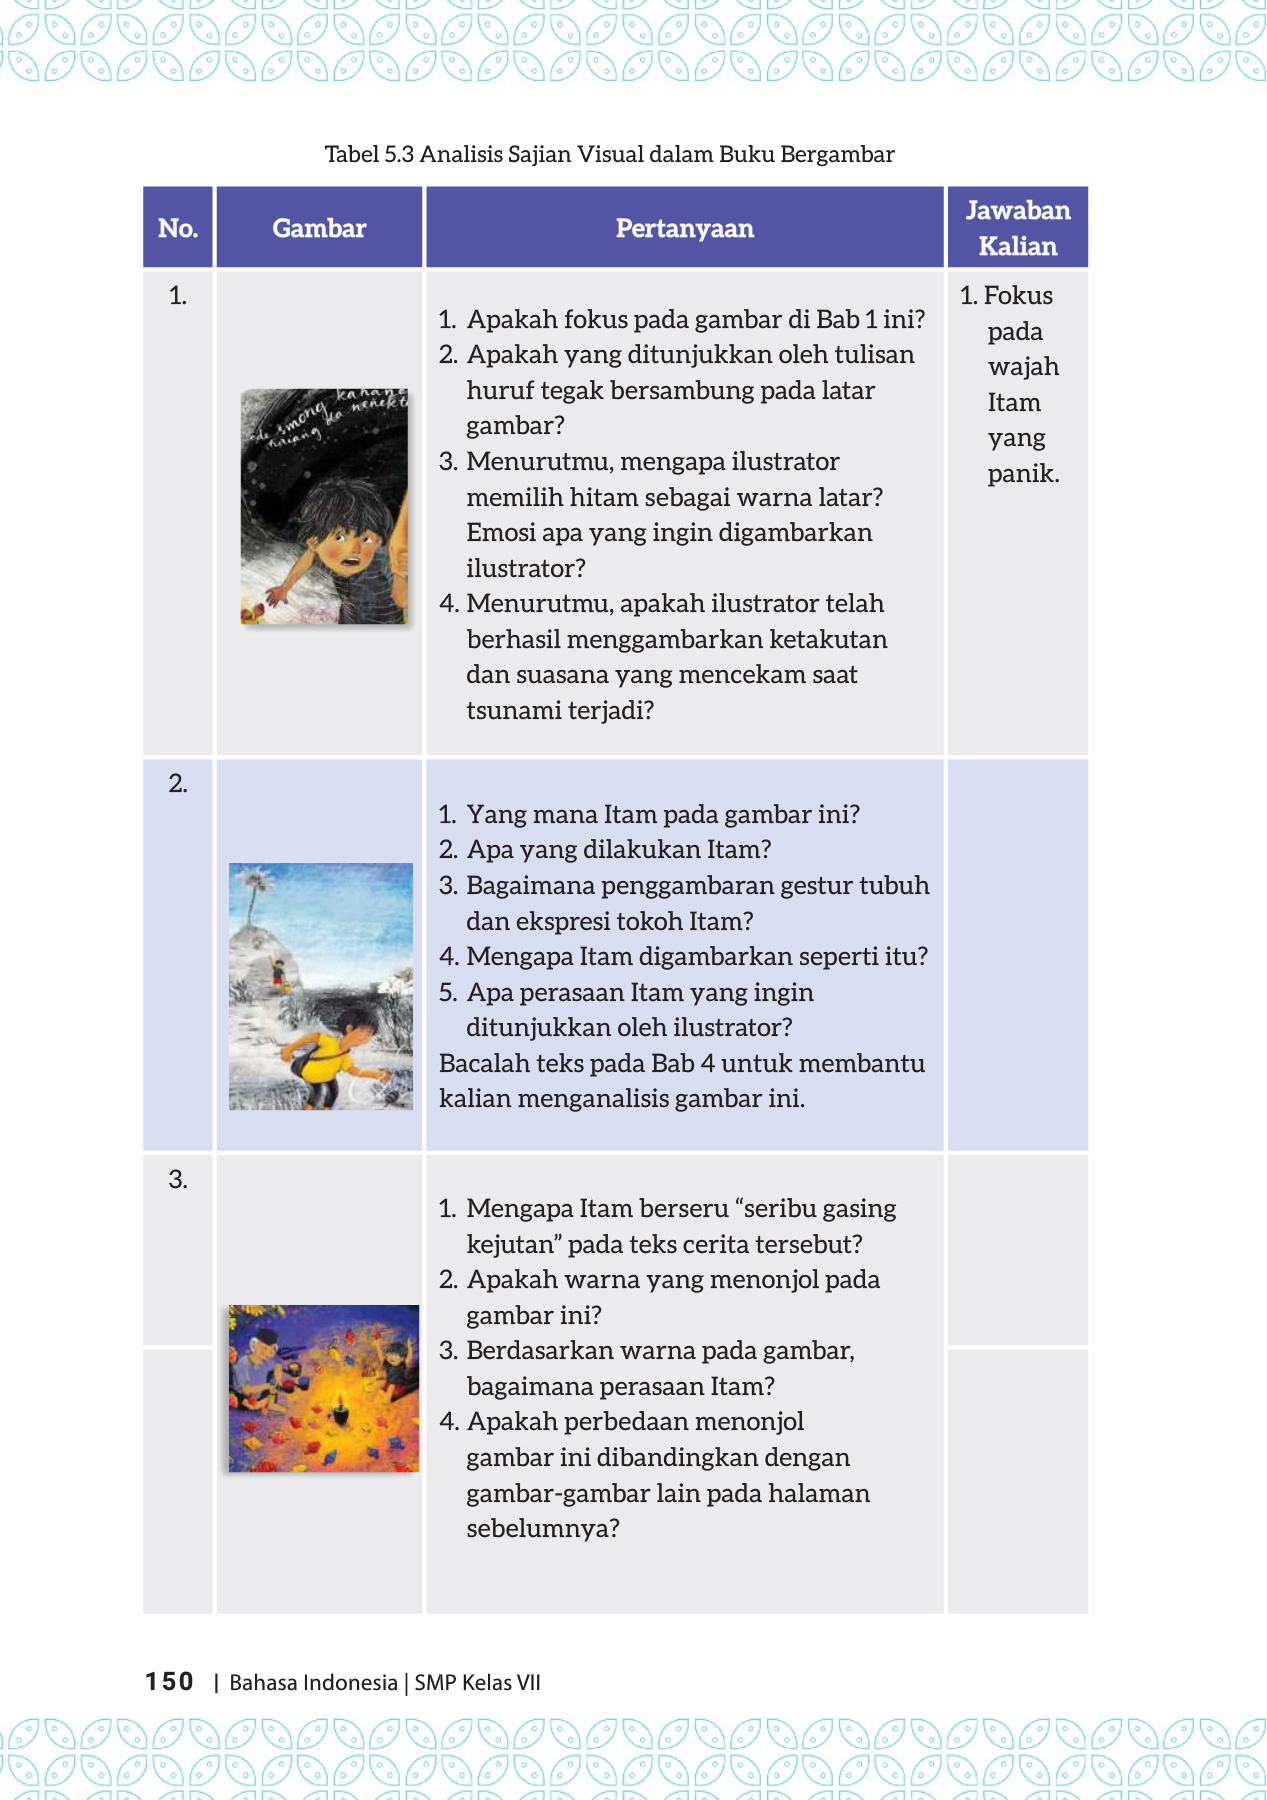 Tabel 5.3 Analisis Sajian Visual dalam Buku Bergambar
No.
Gambar
Pertanyaan
Jawaban
Kalian
1.
smong
1. Apakah fokus pada gambar di Bab 1 ini?
2. Apakah yang ditunjukkan oleh tulisan
huruf tegak bersambung pada latar
gambar?
3. Menurutmu, mengapa ilustrator
memilih hitam sebagai warna latar?
Emosi apa yang ingin digambarkan
ilustrator?
4. Menurutmu, apakah ilustrator telah
berhasil menggambarkan ketakutan
dan suasana yang mencekam saat
tsunami terjadi?
1. Fokus
pada
wajah
Itam
yang
panik.
2.
1. Yang mana Itam pada gambar ini?
2. Apa yang dilakukan Itam?
3. Bagaimana penggambaran gestur tubuh
dan ekspresi tokoh Itam?
4. Mengapa Itam digambarkan seperti itu?
5. Apa perasaan Itam yang ingin
ditunjukkan oleh ilustrator?
Bacalah teks pada Bab 4 untuk membantu
kalian menganalisis gambar ini.
3.
1. Mengapa Itam berseru “seribu gasing
kejutan” pada teks cerita tersebut?
2. Apakah warna yang menonjol pada
gambar ini?
3. Berdasarkan warna pada gambar,
bagaimana perasaan Itam?
4. Apakah perbedaan menonjol
gambar ini dibandingkan dengan
gambar-gambar lain pada halaman
sebelumnya?
150 | Bahasa Indonesia | SMP Kelas VII